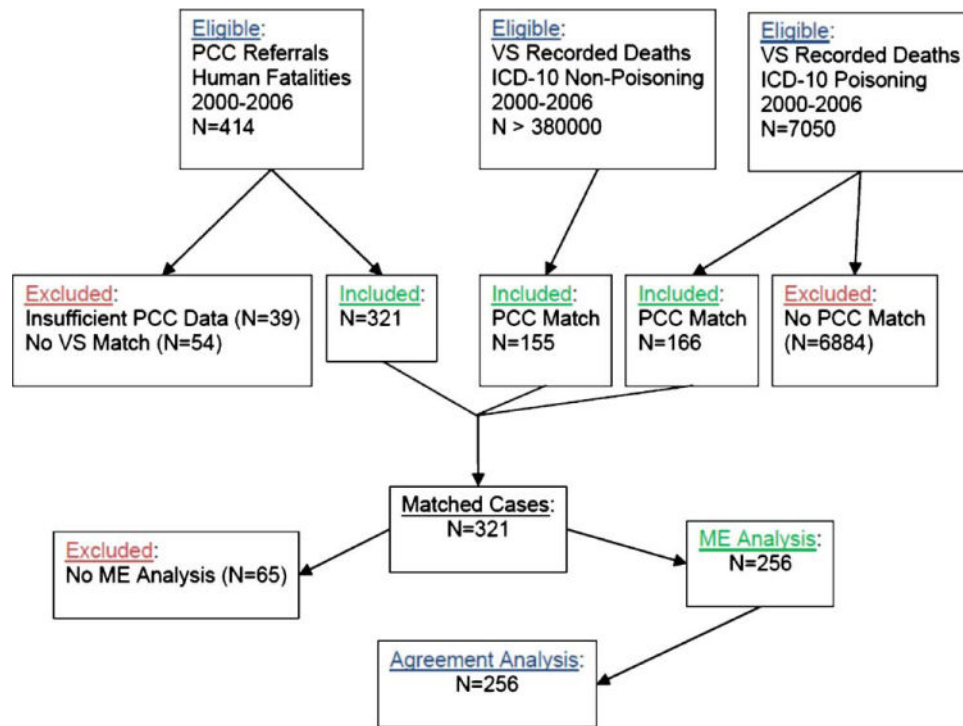 Eligible:
PCC Referrals
Human Fatalities
2000-2006
N=414
Eligible:
VS Recorded Deaths
ICD-10 Non-Poisoning
2000-2006
N > 380000
Eligible:
VS Recorded Deaths
ICD-10 Poisoning
2000-2006
N=7050
Excluded:
Insufficient PCC Data (N=39)
No VS Match (N=54)
Included:
N=321
Included:
PCC Match
N=155
Included:
PCC Match
N=166
Excluded:
No PCC Match
(N=6884)
Matched Cases:
N=321
Excluded:
No ME Analysis (N=65)
ME Analysis:
N=256
Agreement Analysis:
N=256